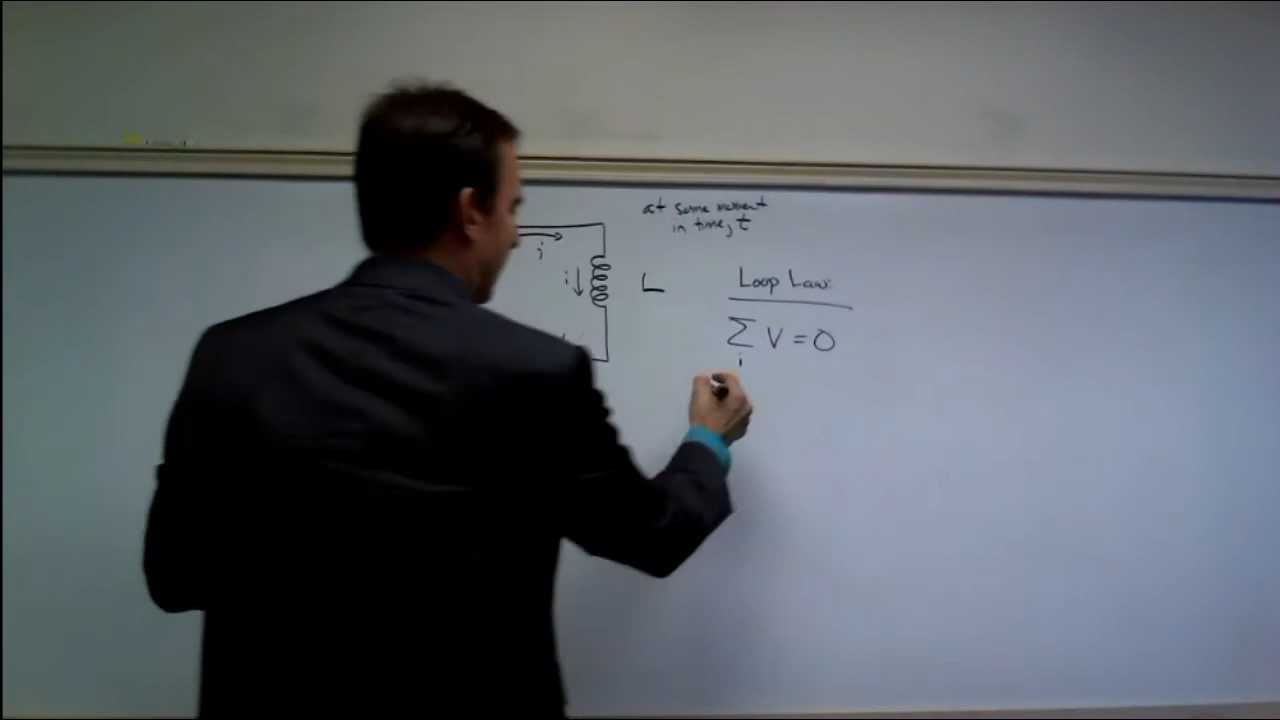 at some moment
in time, t
i
i
L
Loop Law:
∑ V = 0
i